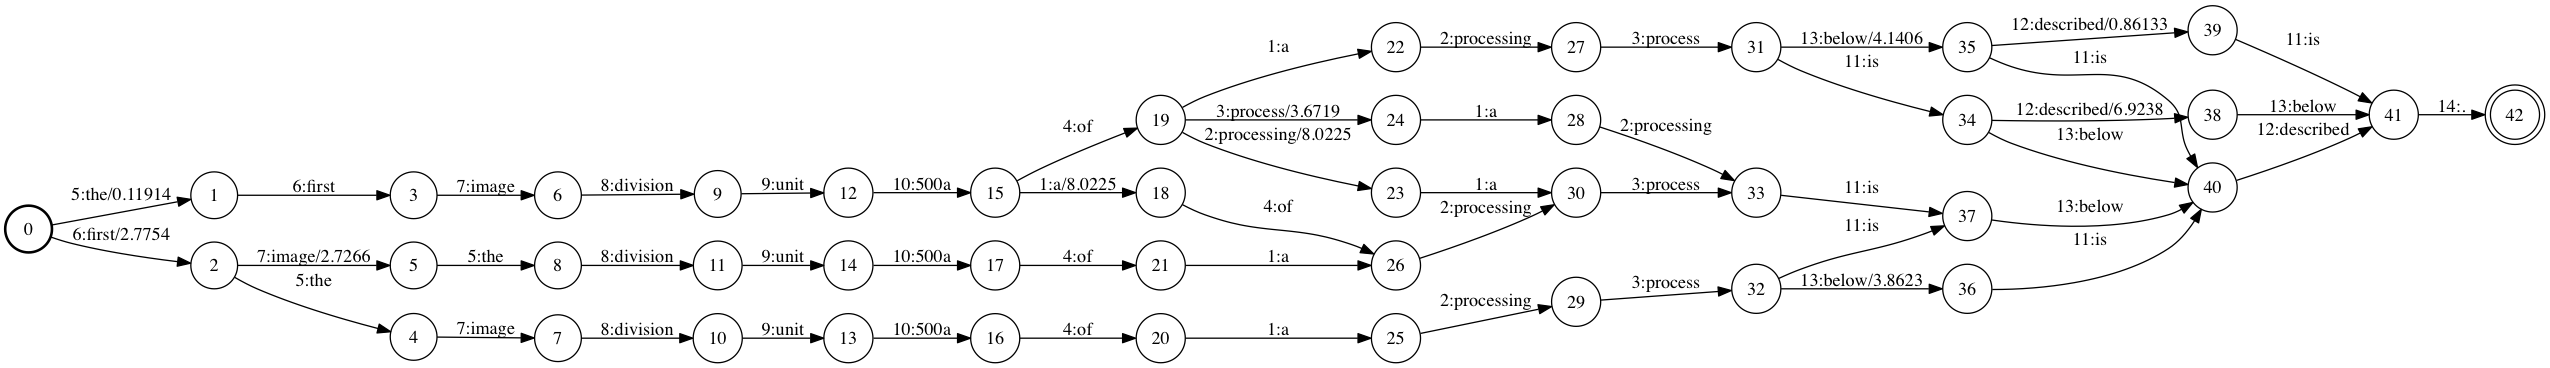 22 2:processing 27 3:process 31 13:below/4.1406 35 12:described/0.86133 39
1:a 11:is 11:is 11:is
19 3:process/3.6719 24 1:a 28 2:processing 34 12:described/6.9238 38 13:below 41 14:. 42
4:of 2:processing/8.0225 13:below 12:described
5:the/0.11914 1 6:first 3 7:image 6 8:division 9 9:unit 12 10:500a 15 1:a/8.0225 18 23 1:a 30 3:process 33 11:is 40
0 4:of 2:processing 37 13:below
6:first/2.7754 2 7:image/2.7266 5 5:the 8 8:division 11 9:unit 14 10:500a 17 4:of 21 1:a 26 11:is 11:is
5:the 2:processing 29 3:process 32 13:below/3.8623 36
4 7:image 7 8:division 10 9:unit 13 10:500a 16 4:of 20 1:a 25